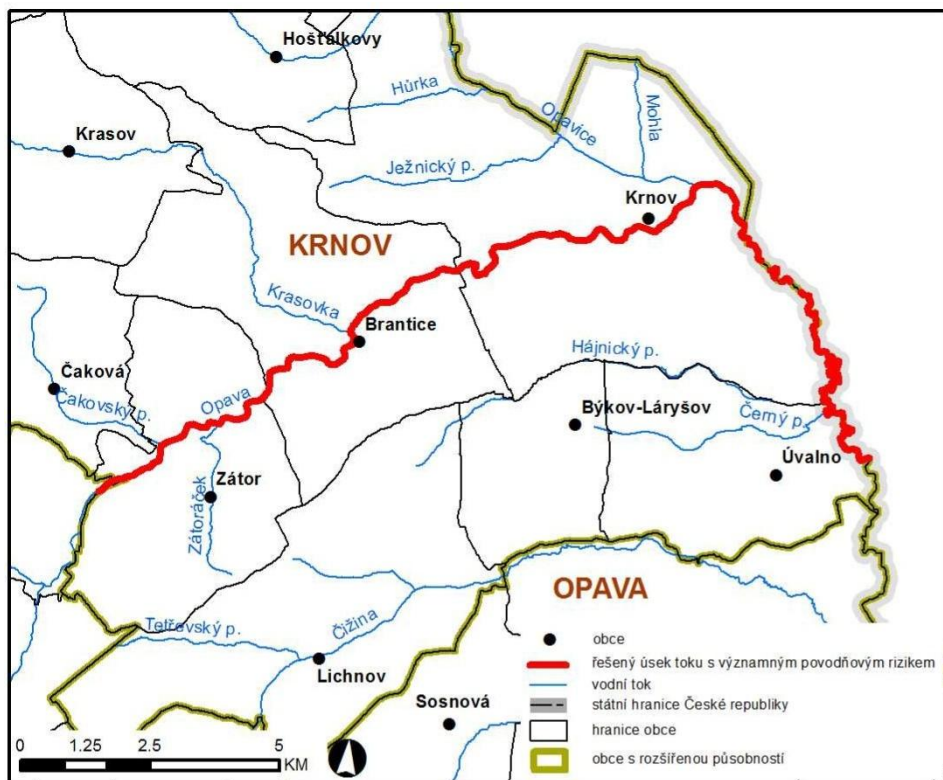 Hošťálkovy
Hůrka
Mohla
Opavice
Krasov
Ježnický p.
Krnov
KRNOV
Krasovka
Brantice
Hájnický p.
Čaková
Opava
Čakovský p.
Býkov-Láryšov
Černý p.
Úvalno
Zátor
Zátoráček
OPAVA
Tetřevský p.
Čižina
Lichnov
Sosnová
obce
řešený úsek toku s významným povodňovým rizikem
vodní tok
státní hranice České republiky
hranice obce
obce s rozšířenou působností
0 1.25 2.5 5
KM